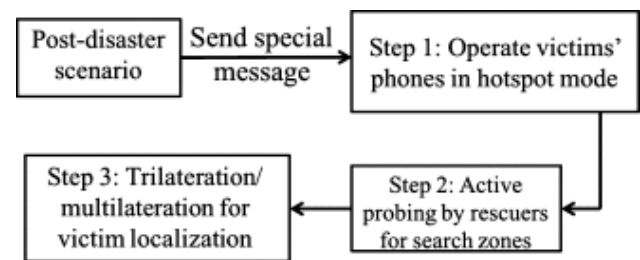 Post-disaster
scenario
Send special
message
Step 1: Operate victims’
phones in hotspot mode
Step 2: Active
probing by rescuers
for search zones
Step 3: Trilateration/
multilateration for
victim localization